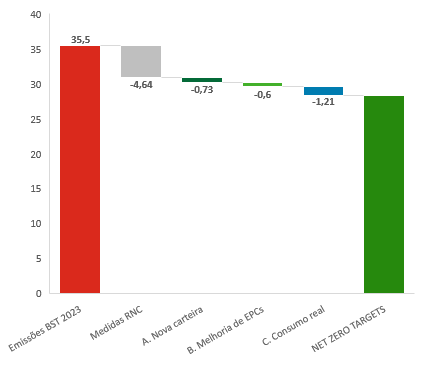 40
35
30
25
20
15
10
5
0
35,5
-4,64
-0,73
-0,6
-1,21
Emissões BST 2023
Medidas RNC
A. Nova carteira
B. Melhoria de EPCs
C. Consumo real
NET ZERO TARGETS